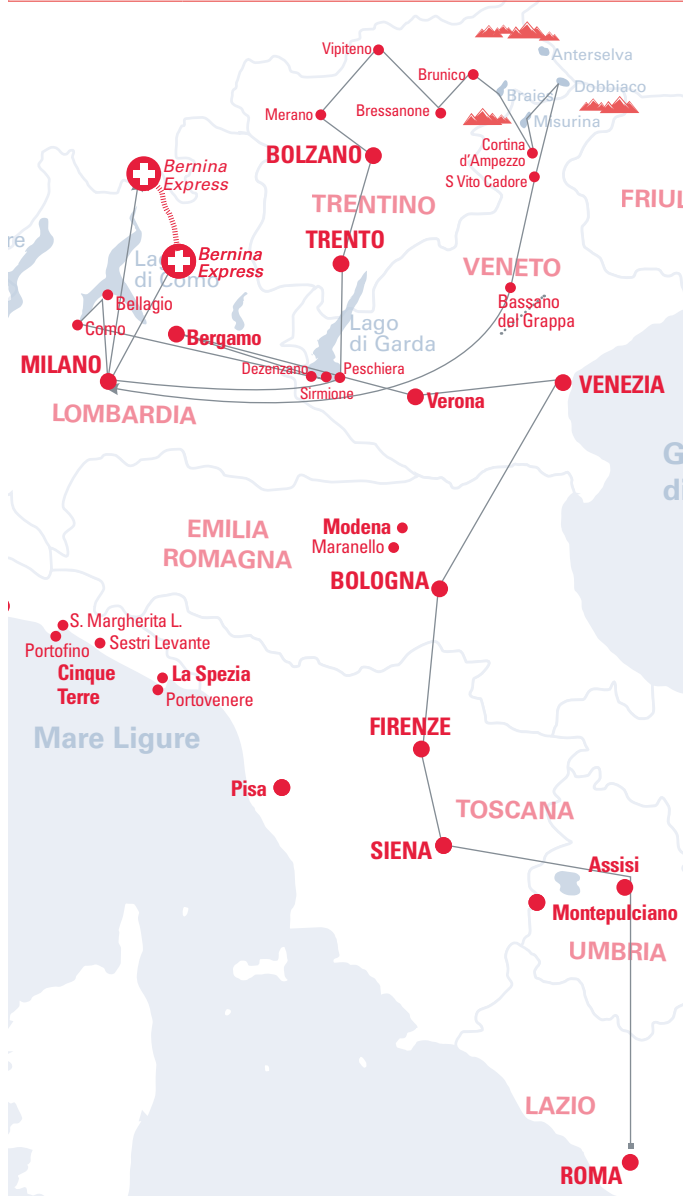 Vipiteno
Anterselva
Brunico
Dobbiaco
Braies
Merano
Bressanone
Misurina
BOLZANO
Cortina
d'Ampezzo
Bernina
Express
S Vito Cadore
TRENTINO
FRIUL
re
TRENTO
Bernina
Express
Lago
di Como
VENETO
Bellagio
Bassano
del Grappa
Como
Bergamo
Lago
di Garda
MILANO
Dezenzano
Peschiera
Sirmione
VENEZIA
Verona
LOMBARDIA
G
di
EMILIA
ROMAGNA
Modena
Maranello
BOLOGNA
S. Margherita L.
Portofino
Sestri Levante
Cinque
Terre
La Spezia
Portovenere
Mare Ligure
FIRENZE
Pisa
TOSCANA
SIENA
Assisi
Montepulciano
UMBRIA
LAZIO
ROMA